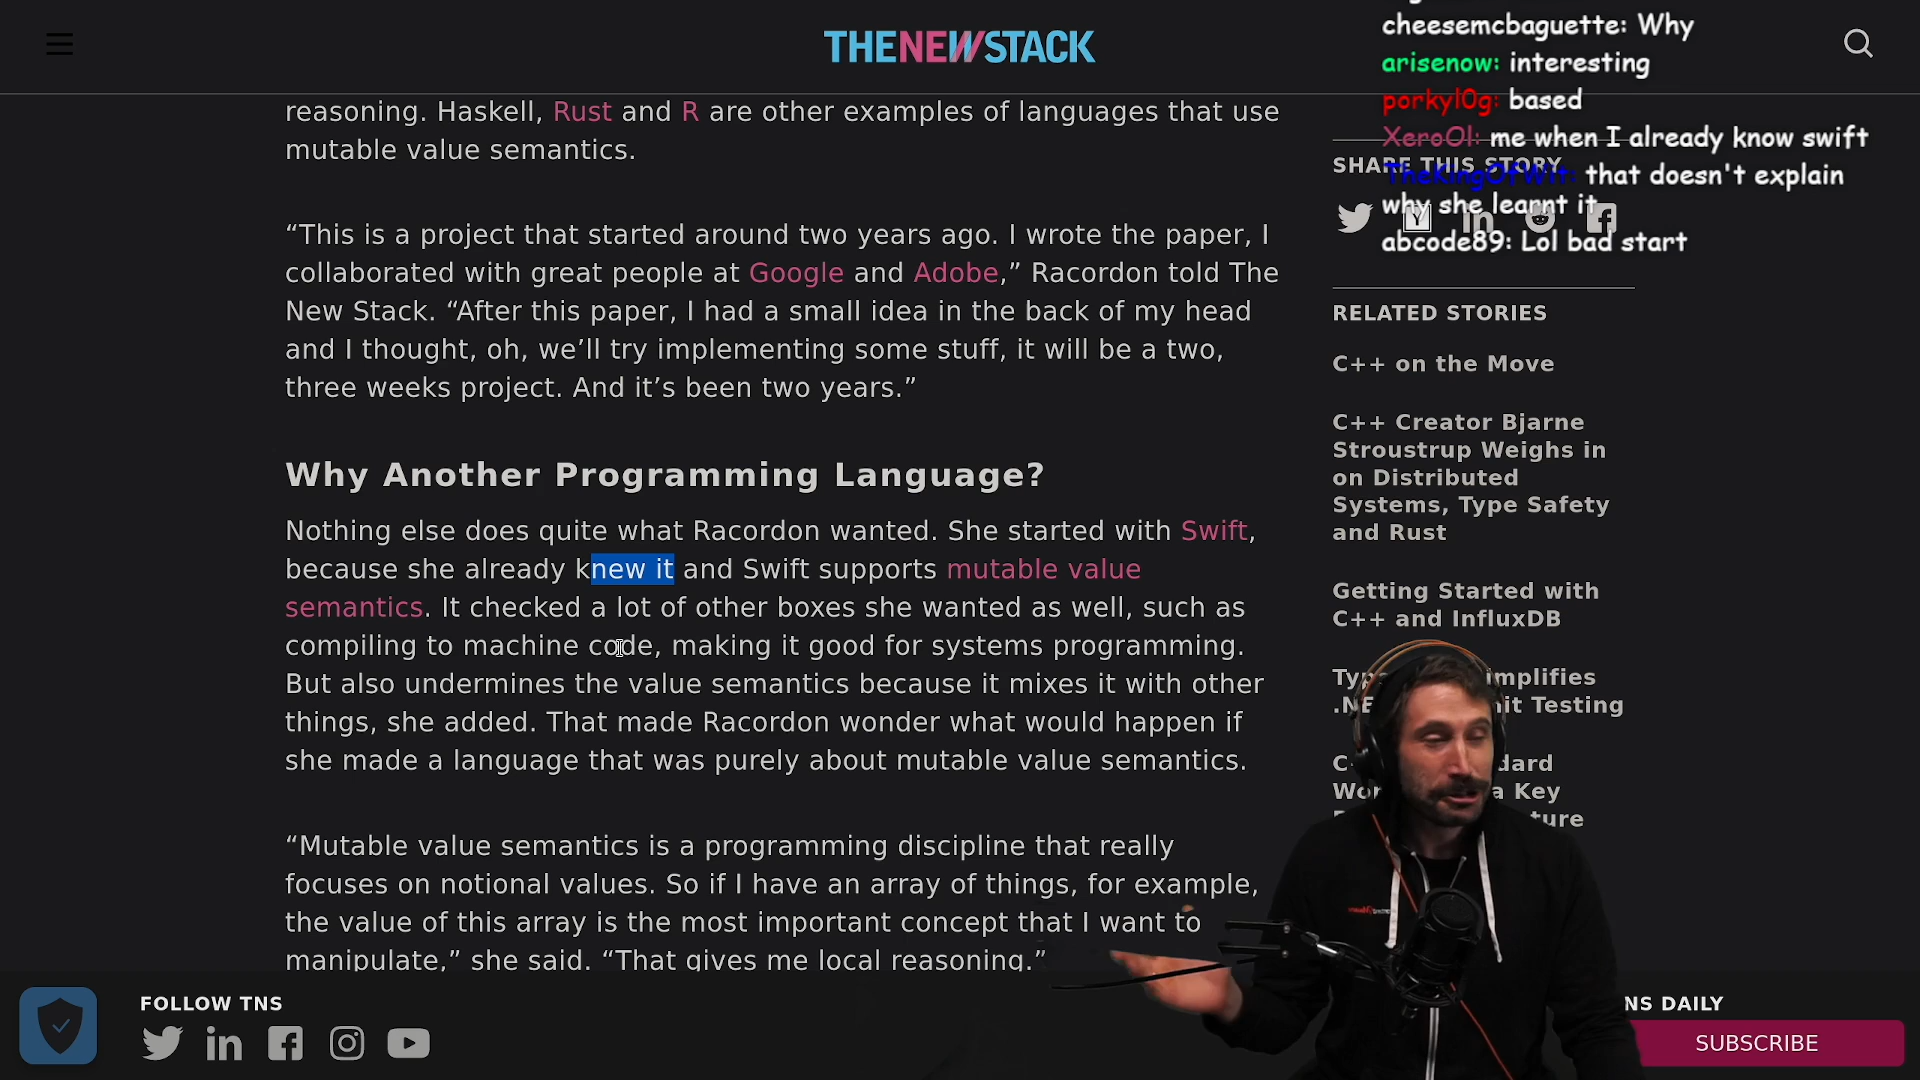 THENEWSTACK
reasoning. Haskell, Rust and R are other examples of languages that use
mutable value semantics.
“This is a project that started around two years ago. I wrote the paper, I
collaborated with great people at Google and Adobe,” Racordon told The
New Stack. “After this paper, I had a small idea in the back of my head
and I thought, oh, we’ll try implementing some stuff, it will be a two,
three weeks project. And it’s been two years.”
Why Another Programming Language?
Nothing else does quite what Racordon wanted. She started with Swift,
because she already knew it and Swift supports mutable value
semantics. It checked a lot of other boxes she wanted as well, such as
compiling to machine code, making it good for systems programming.
But also undermines the value semantics because it mixes it with other
things, she added. That made Racordon wonder what would happen if
she made a language that was purely about mutable value semantics.
“Mutable value semantics is a programming discipline that really
focuses on notional values. So if I have an array of things, for example,
the value of this array is the most important concept that I want to
manipulate,” she said. “That gives me local reasoning.”
cheesemcbaguette: Why
arisenow: interesting
porkyl0g: based
XeroOl: me when I already know swift
TheKingOfWit: that doesn't explain
why she learnt it
abcode89: Lol bad start
SHARE THIS STORY
RELATED STORIES
C++ on the Move
C++ Creator Bjarne
Stroustrup Weighs in
on Distributed
Systems, Type Safety
and Rust
Getting Started with
C++ and InfluxDB
implifies
Testing
a Key
FOLLOW TNS
NS DAILY
SUBSCRIBE